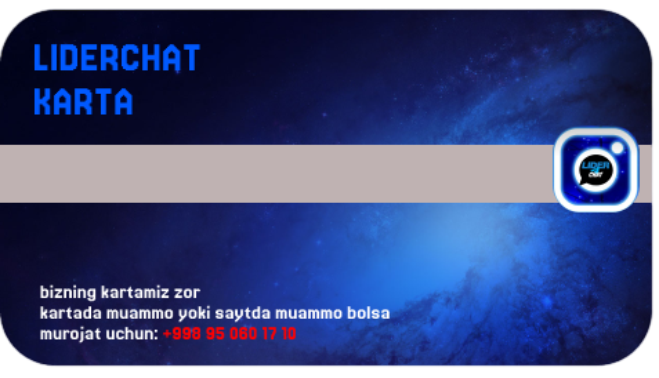 LIDERCHAT
KARTA
LIDER
CHAT
bizning kartamiz zor
kartada muammo yoki saytda muammo bolsa
murojat uchun: +998 95 060 17 10